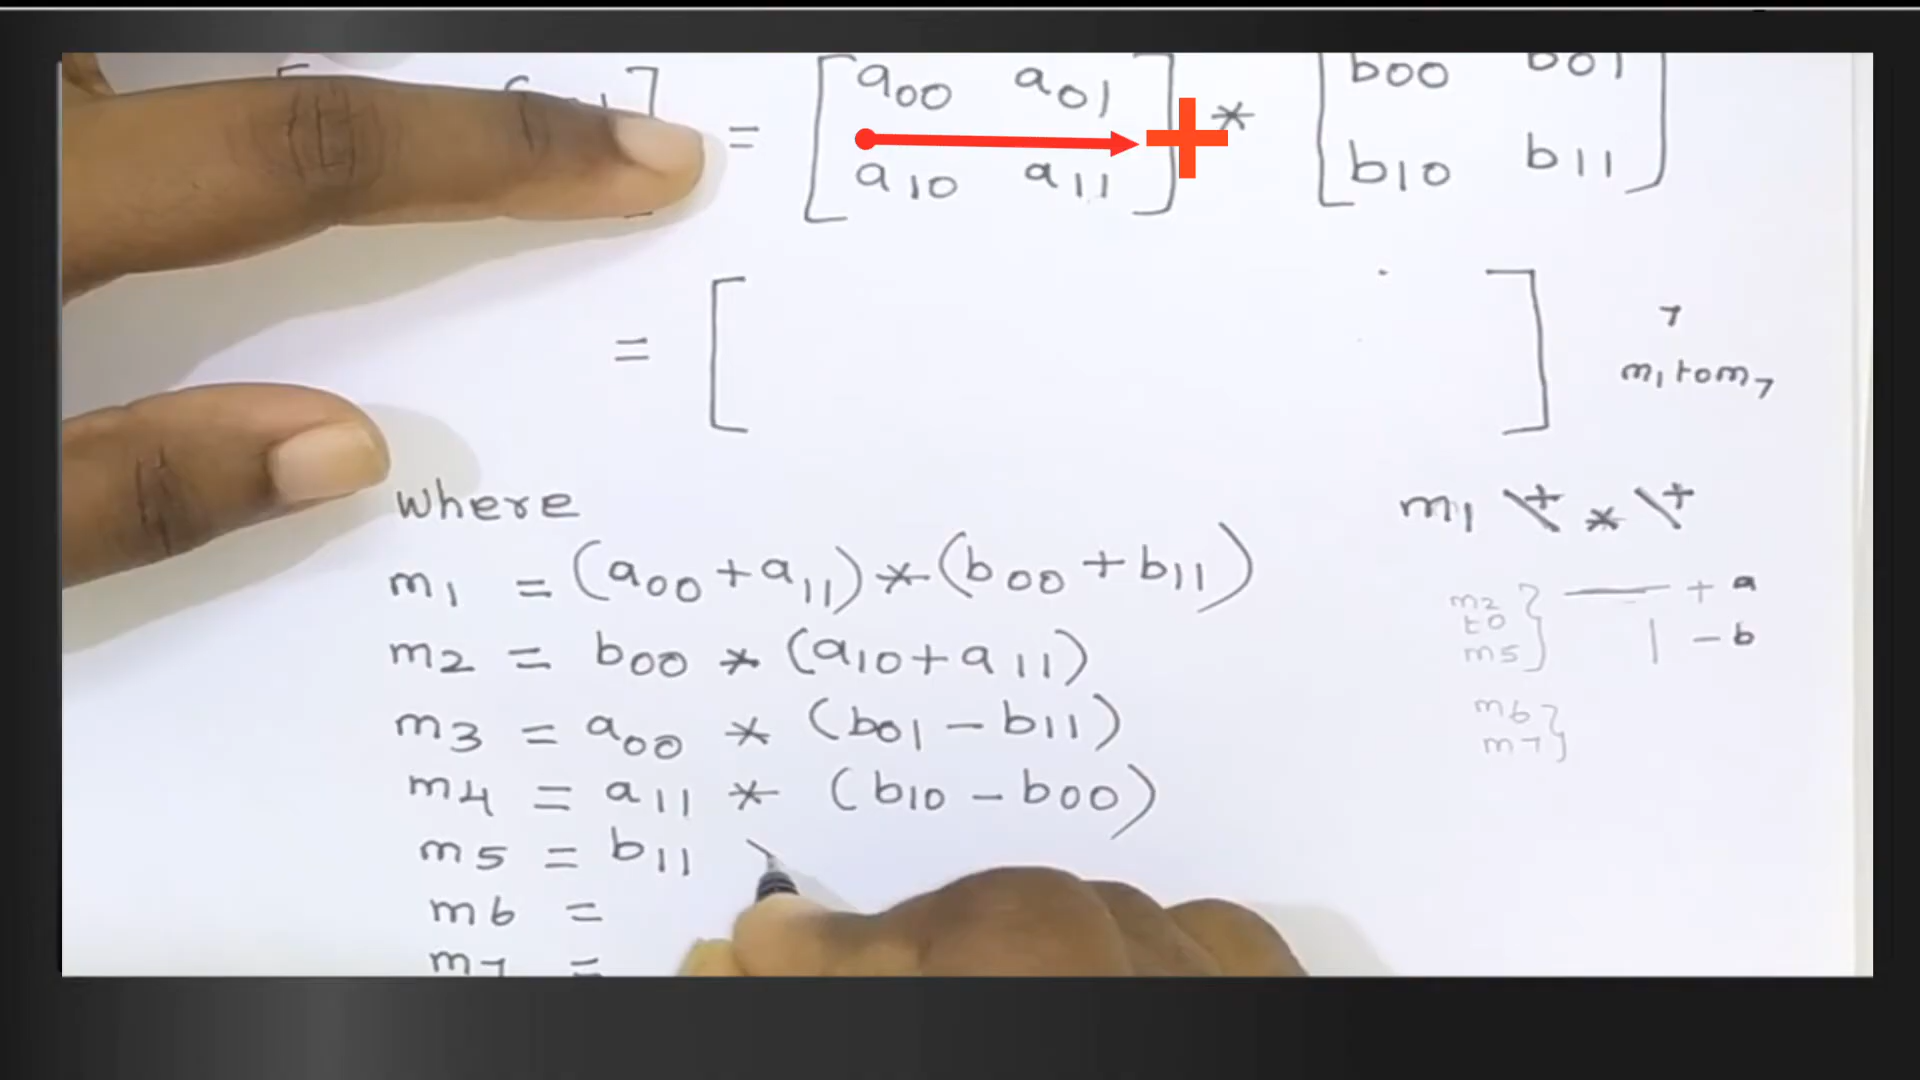 = [ a00 a01 ] * [ b00 b01 ]
a10 a11 b10 b11
= [ ] 7
m1 to m7
where
m1 = (a00 + a11) * (b00 + b11)
m2 = b00 * (a10 + a11)
m3 = a00 * (b01 - b11)
m4 = a11 * (b10 - b00)
m5 = b11
m6 =
m7 =
m1 \+ * \+
m2 to m5 } — + a
| - b
m6 m7 }